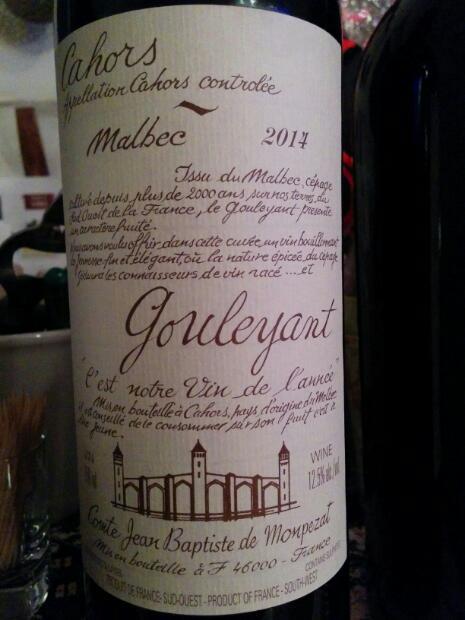 Cahors
Appellation Cahors controlée
Malbec 2014
Issu du Malbec, cépage
cultivé depuis plus de 2000 ans, sur nos terres du
Sud Ouest de la France, le Gouleyant présente
un caractère fruité.
Nous avons voulu offrir dans cette cuvée, un vin bouillonnant
de jeunesse fin et élégant, où la nature épicée du cépage
les connaisseurs de vin racé ....et
Gouleyant
"C'est notre Vin de l'année"
Mis en bouteille à Cahors, pays d'origine du Malbec
il est conseillé de le consommer sur son fruit c'est à
dire jeune.
WINE
12.5% alc./vol.
Comte Jean Baptiste de Monpezat
Mis en bouteille à F 46000 - France
PRODUIT DE FRANCE- SUD-OUEST - PRODUCT OF FRANCE - SOUTH-WEST